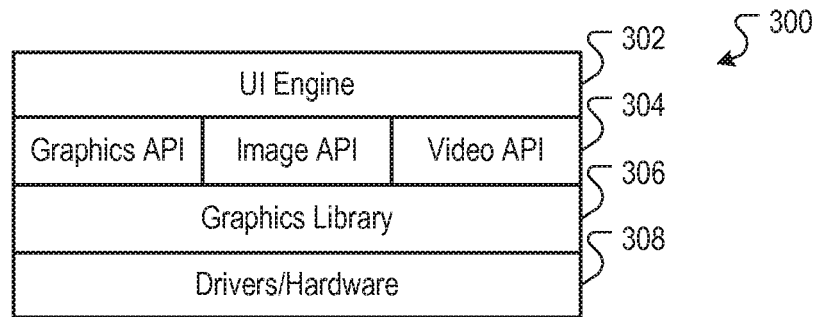 300
302
UI Engine
304
Graphics API Image API Video API
306
Graphics Library
308
Drivers/Hardware